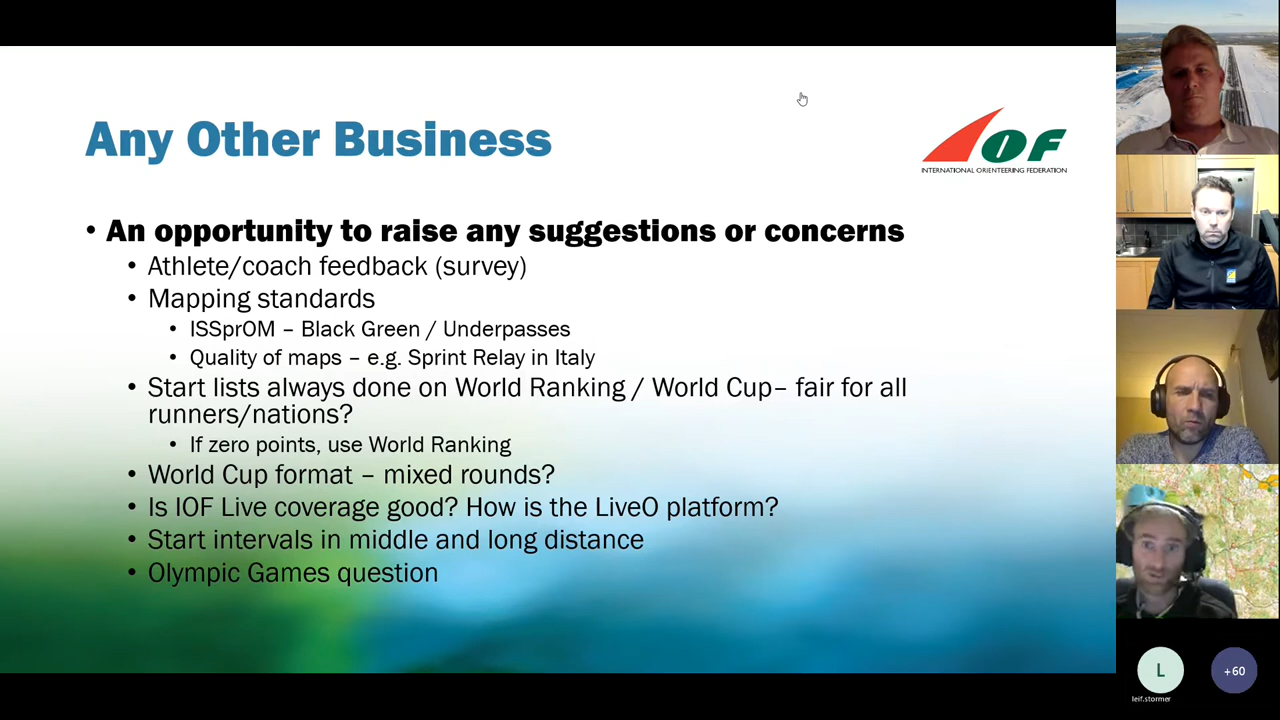 Any Other Business
IOF
INTERNATIONAL ORIENTEERING FEDERATION
• An opportunity to raise any suggestions or concerns
• Athlete/coach feedback (survey)
• Mapping standards
• ISSprOM – Black Green / Underpasses
• Quality of maps – e.g. Sprint Relay in Italy
• Start lists always done on World Ranking / World Cup– fair for all
runners/nations?
• If zero points, use World Ranking
• World Cup format – mixed rounds?
• Is IOF Live coverage good? How is the LiveO platform?
• Start intervals in middle and long distance
• Olympic Games question
L
+60
leif.stormer